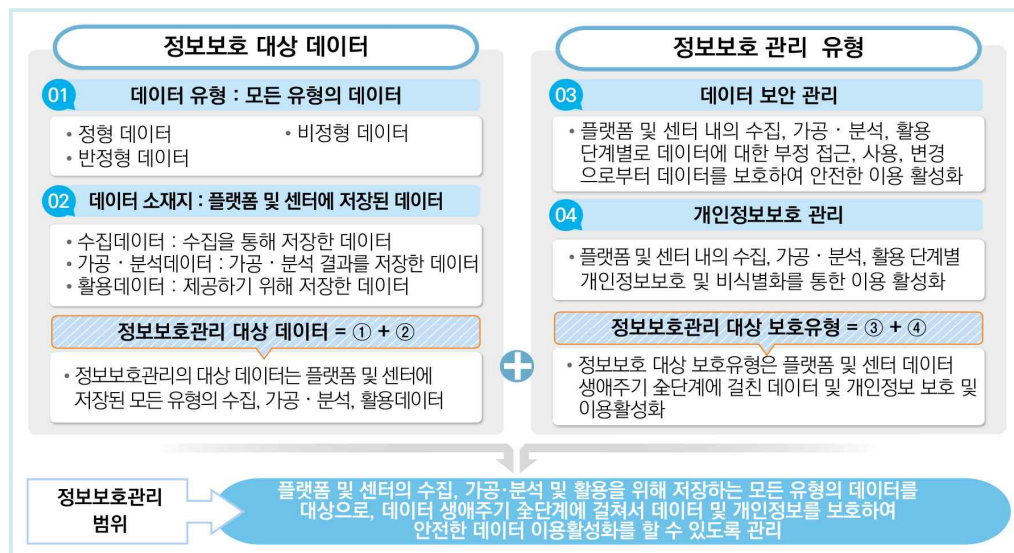 정보보호 대상 데이터
01 데이터 유형 : 모든 유형의 데이터
• 정형 데이터 • 비정형 데이터
• 반정형 데이터
02 데이터 소재지 : 플랫폼 및 센터에 저장된 데이터
• 수집데이터 : 수집을 통해 저장한 데이터
• 가공 · 분석데이터 : 가공 · 분석 결과를 저장한 데이터
• 활용데이터 : 제공하기 위해 저장한 데이터
정보보호관리 대상 데이터 = ① + ②
• 정보보호관리의 대상 데이터는 플랫폼 및 센터에
저장된 모든 유형의 수집, 가공 · 분석, 활용데이터
정보보호 관리 유형
03 데이터 보안 관리
• 플랫폼 및 센터 내의 수집, 가공 · 분석, 활용
단계별로 데이터에 대한 부정 접근, 사용, 변경
으로부터 데이터를 보호하여 안전한 이용 활성화
04 개인정보보호 관리
• 플랫폼 및 센터 내의 수집, 가공 · 분석, 활용 단계별
개인정보보호 및 비식별화를 통한 이용 활성화
정보보호관리 대상 보호유형 = ③ + ④
• 정보보호 대상 보호유형은 플랫폼 및 센터 데이터
생애주기 全단계에 걸친 데이터 및 개인정보 보호 및
이용활성화
정보보호관리
범위
플랫폼 및 센터의 수집, 가공·분석 및 활용을 위해 저장하는 모든 유형의 데이터를
대상으로, 데이터 생애주기 全단계에 걸쳐서 데이터 및 개인정보를 보호하여
안전한 데이터 이용활성화를 할 수 있도록 관리